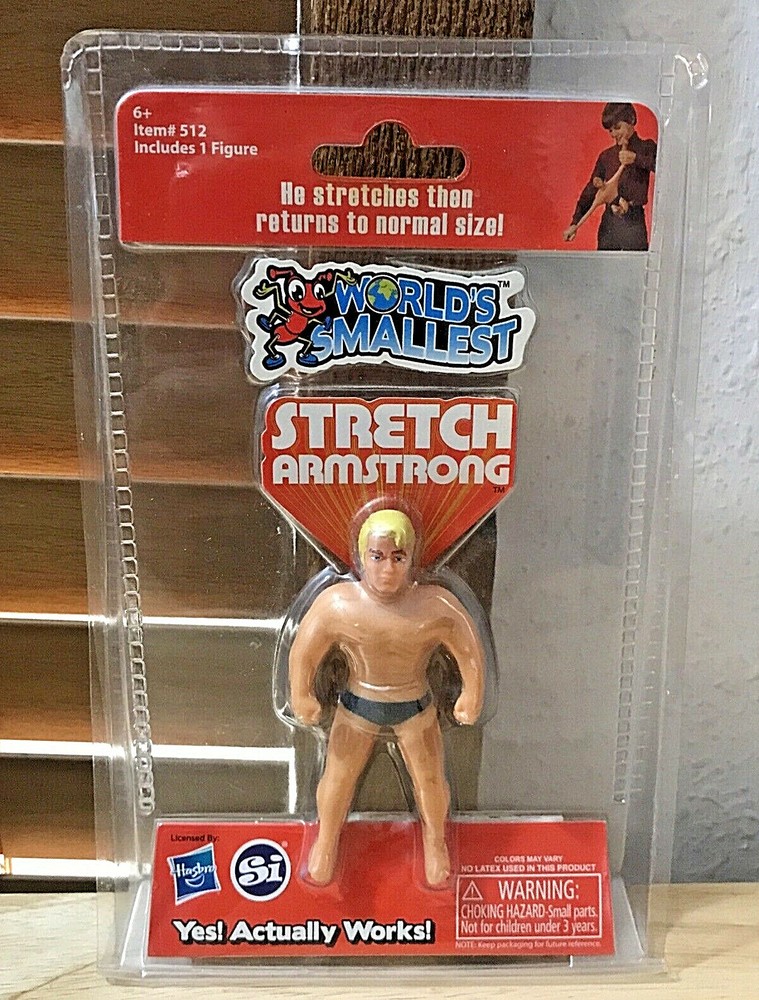 6+
Item# 512
Includes 1 Figure
He stretches then
returns to normal size!
WORLD'S™
SMALLEST
STRETCH
ARMSTRONG
TM
Licensed By:
Hasbro
Si®
Yes! Actually Works!
COLORS MAY VARY
NO LATEX USED IN THIS PRODUCT
⚠ WARNING:
CHOKING HAZARD-Small parts.
Not for children under 3 years.
NOTE: Keep packaging for future reference.